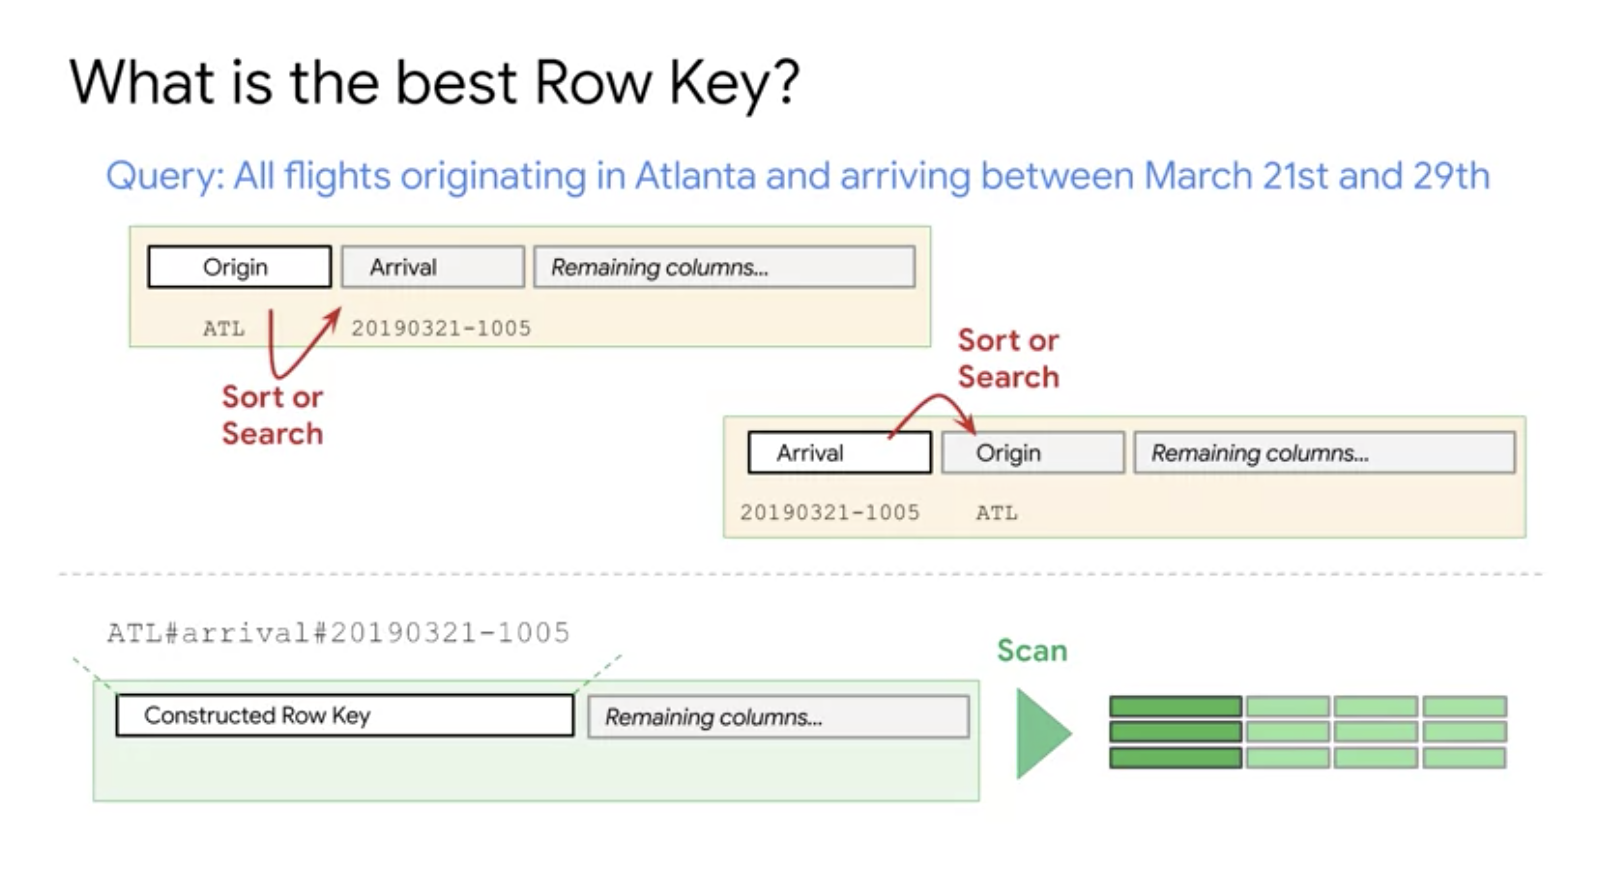 What is the best Row Key?
Query: All flights originating in Atlanta and arriving between March 21st and 29th
Origin Arrival Remaining columns...
ATL 20190321-1005
Sort or
Search
Sort or
Search
Arrival Origin Remaining columns...
20190321-1005 ATL
ATL#arrival#20190321-1005
Constructed Row Key Remaining columns...
Scan